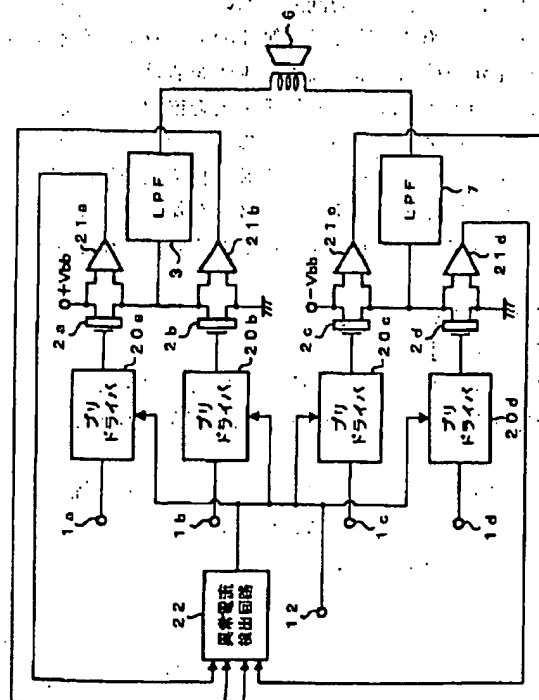 6
+Vbb
2a
20a
21a
LPF
3
プリ
ドライバ
1a
2b
20b
21b
プリ
ドライバ
1b
-Vbb
2c
20c
21c
LPF
7
プリ
ドライバ
1c
2d
20d
21d
プリ
ドライバ
1d
22
異常電流
検出回路
12